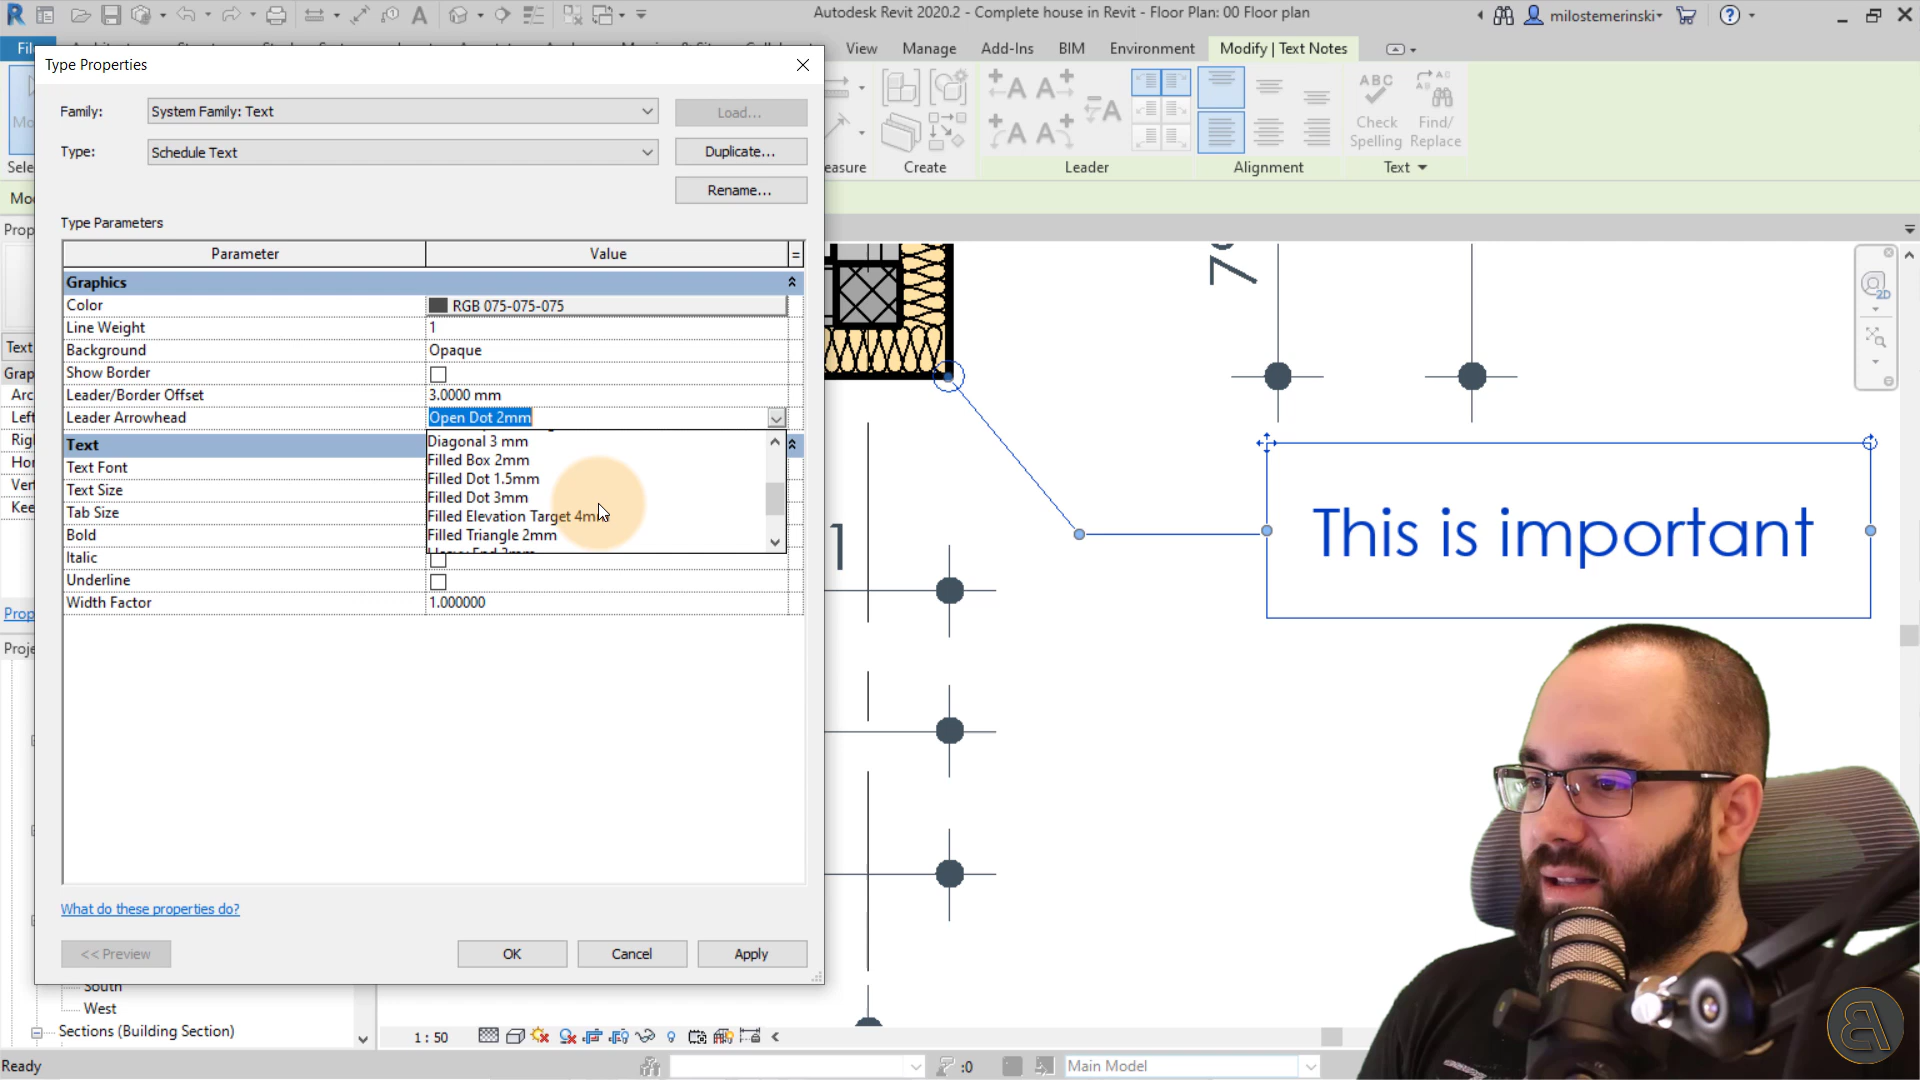 Autodesk Revit 2020.2 - Complete house in Revit - Floor Plan: 00 Floor plan
milostemerinski
View Manage Add-Ins BIM Environment Modify | Text Notes
Type Properties
Family: System Family: Text Load...
Type: Schedule Text Duplicate...
Rename...
Check Spelling
Find/ Replace
Create Leader Alignment Text
Type Parameters
Parameter Value =
Graphics
Color RGB 075-075-075
Line Weight 1
Background Opaque
Show Border
Leader/Border Offset 3.0000 mm
Leader Arrowhead Open Dot 2mm
Diagonal 3 mm
Filled Box 2mm
Filled Dot 1.5mm
Filled Dot 3mm
Filled Elevation Target 4mm
Filled Triangle 2mm
Text
Text Font
Text Size
Tab Size
Bold
Italic
Underline
Width Factor 1.000000
What do these properties do?
<< Preview OK Cancel Apply
This is important
South
West
Sections (Building Section)
1 : 50
Ready
:0
Main Model